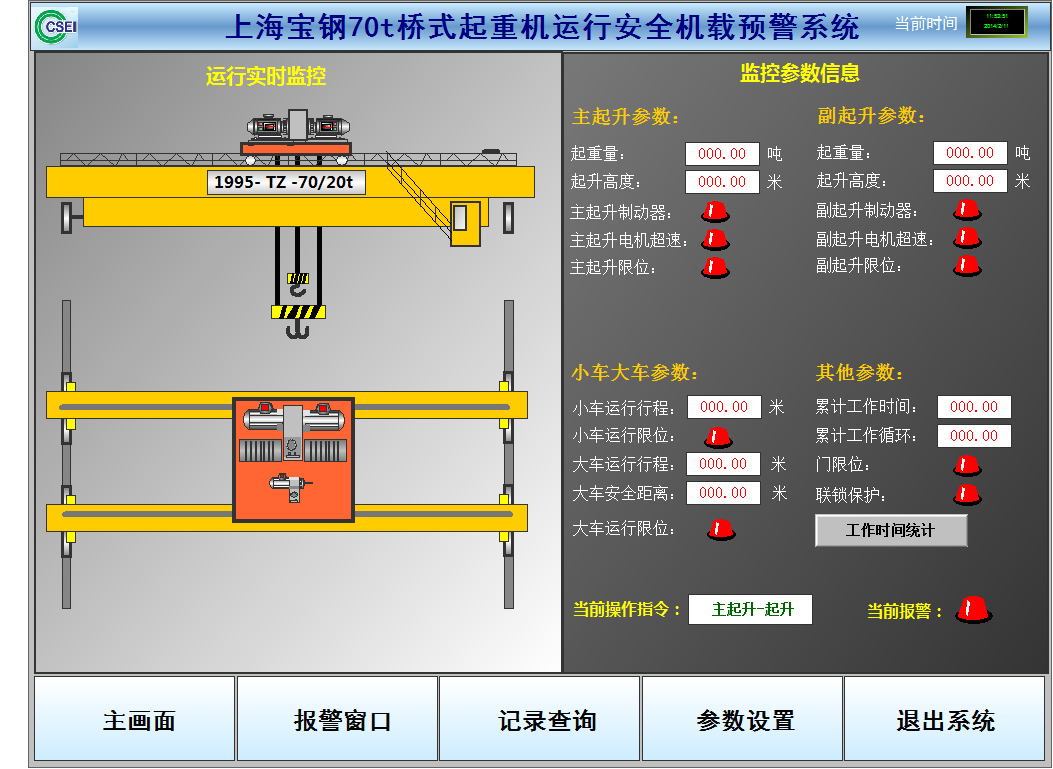 CSEI
上海宝钢70t桥式起重机运行安全机载预警系统
当前时间
11:59:51
2014/2/11
运行实时监控
1995- TZ -70/20t
监控参数信息
主起升参数：
起重量： 000.00 吨
起升高度： 000.00 米
主起升制动器：
主起升电机超速：
主起升限位：
副起升参数：
起重量： 000.00 吨
起升高度： 000.00 米
副起升制动器：
副起升电机超速：
副起升限位：
小车大车参数：
小车运行行程： 000.00 米
小车运行限位：
大车运行行程： 000.00 米
大车安全距离： 000.00 米
大车运行限位：
其他参数：
累计工作时间： 000.00
累计工作循环： 000.00
门限位：
联锁保护：
工作时间统计
当前操作指令： 主起升-起升
当前报警：
主画面
报警窗口
记录查询
参数设置
退出系统